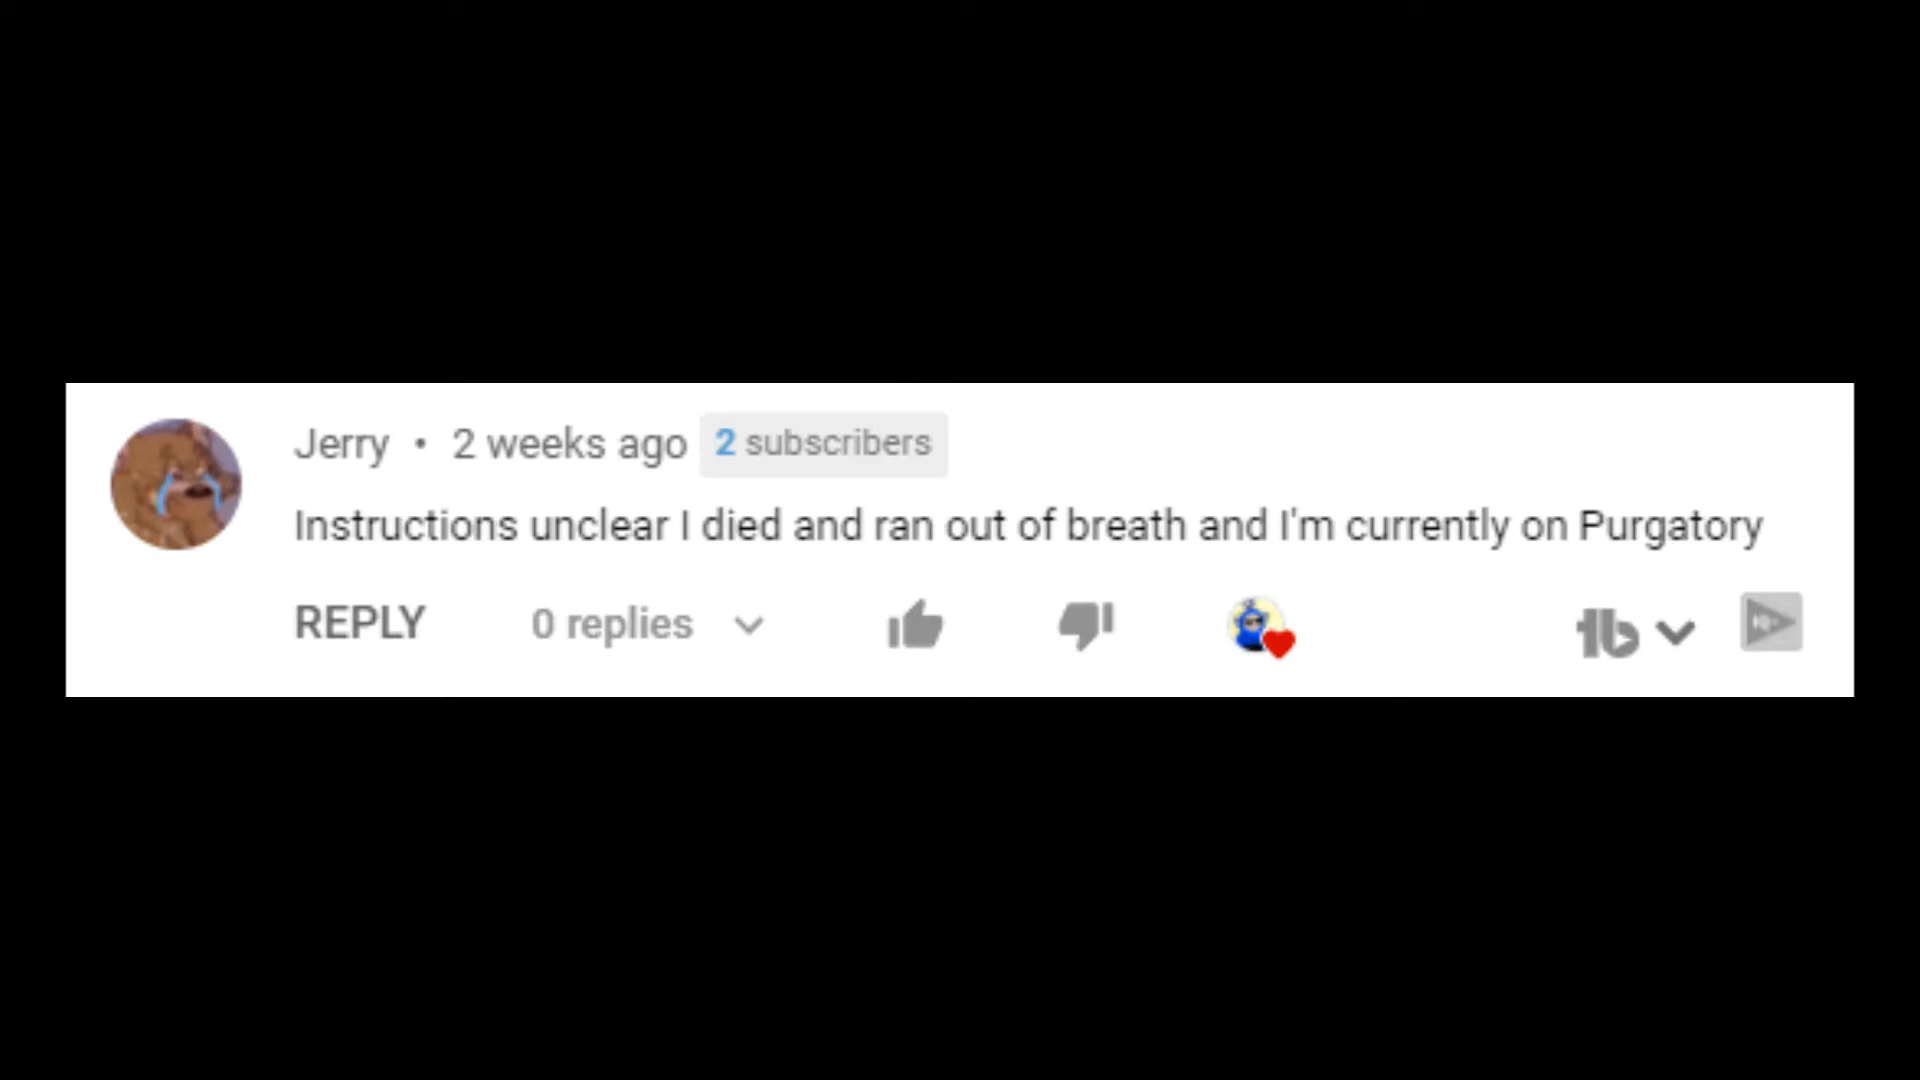 Jerry • 2 weeks ago 2 subscribers
Instructions unclear I died and ran out of breath and I'm currently on Purgatory
REPLY 0 replies